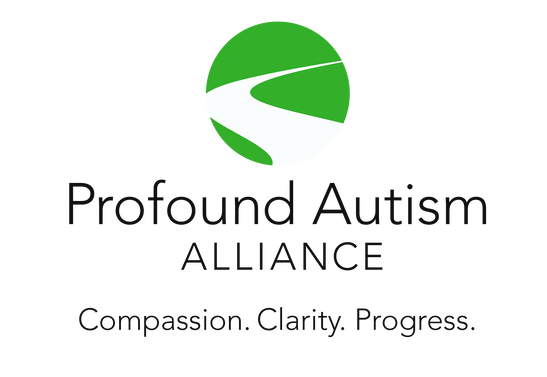 Profound Autism
ALLIANCE
Compassion. Clarity. Progress.